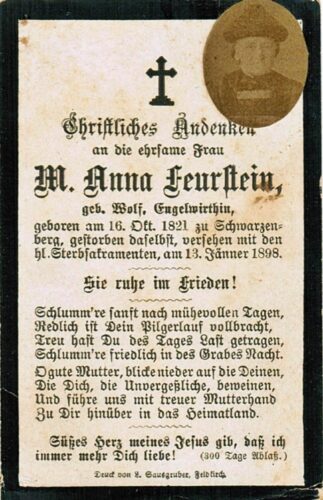 Christliches Andenken
an die ehrsame Frau
M. Anna Feurstein,
geb. Wolf, Engelwirthin,
geboren am 16. Okt. 1821 zu Schwarzen-
berg, gestorben daselbst, versehen mit den
hl. Sterbsakramenten, am 13. Jänner 1898.
Sie ruhe im Frieden!
Schlumm're sanft nach mühevollen Tagen,
Redlich ist Dein Pilgerlauf vollbracht,
Treu hast Du des Tages Last getragen,
Schlumm're friedlich in des Grabes Nacht.
O gute Mutter, blicke nieder auf die Deinen,
Die Dich, die Unvergeßliche, beweinen,
Und führe uns mit treuer Mutterhand
Zu Dir hinüber in das Heimatland.
Süßes Herz meines Jesus gib, daß ich
immer mehr Dich liebe! (300 Tage Ablaß.)
Druck von L. Sausgruber, Feldkirch.